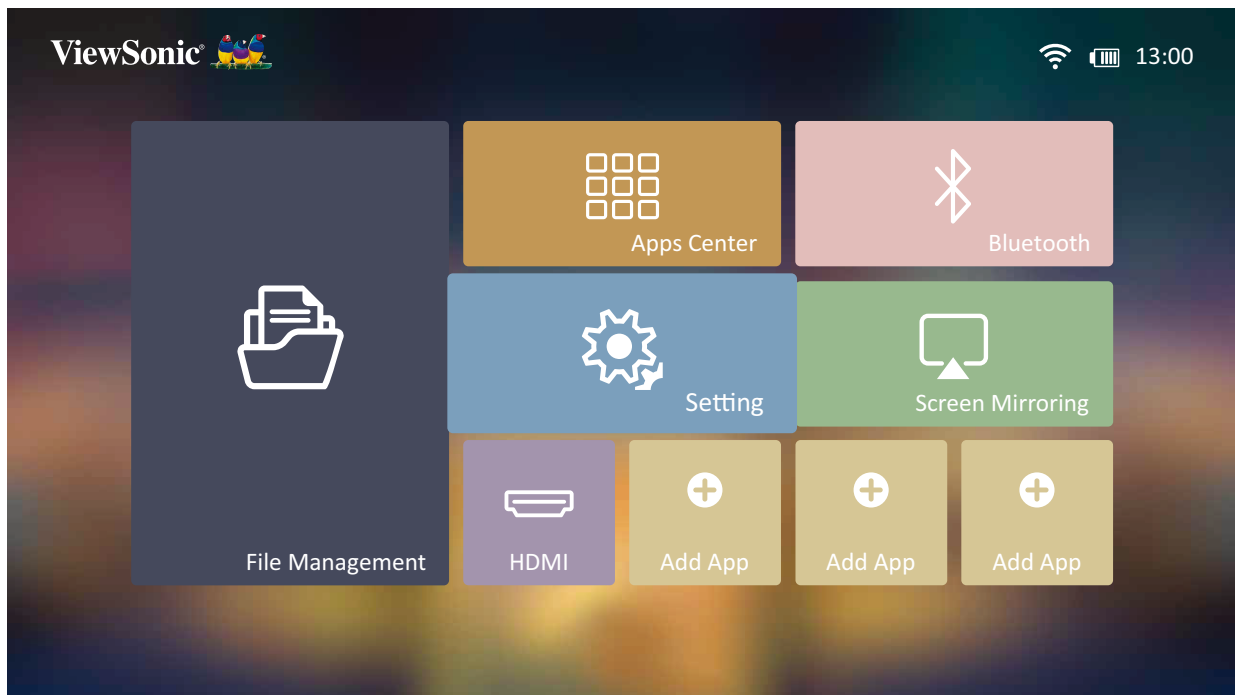 ViewSonic®
13:00
Apps Center
Bluetooth
Setting
Screen Mirroring
File Management
HDMI
Add App
Add App
Add App